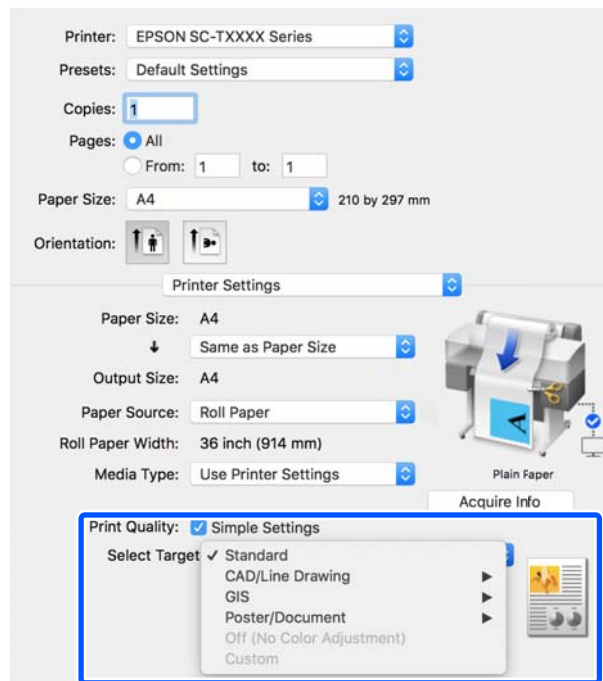 Printer: EPSON SC-TXXXX Series
Presets: Default Settings
Copies: 1
Pages: All
From: 1 to: 1
Paper Size: A4 210 by 297 mm
Orientation:
Printer Settings
Paper Size: A4
Same as Paper Size
Output Size: A4
Paper Source: Roll Paper
Roll Paper Width: 36 inch (914 mm)
Media Type: Use Printer Settings
A
Plain Paper
Acquire Info
Print Quality: Simple Settings
Select Target Standard
CAD/Line Drawing
GIS
Poster/Document
Off (No Color Adjustment)
Custom